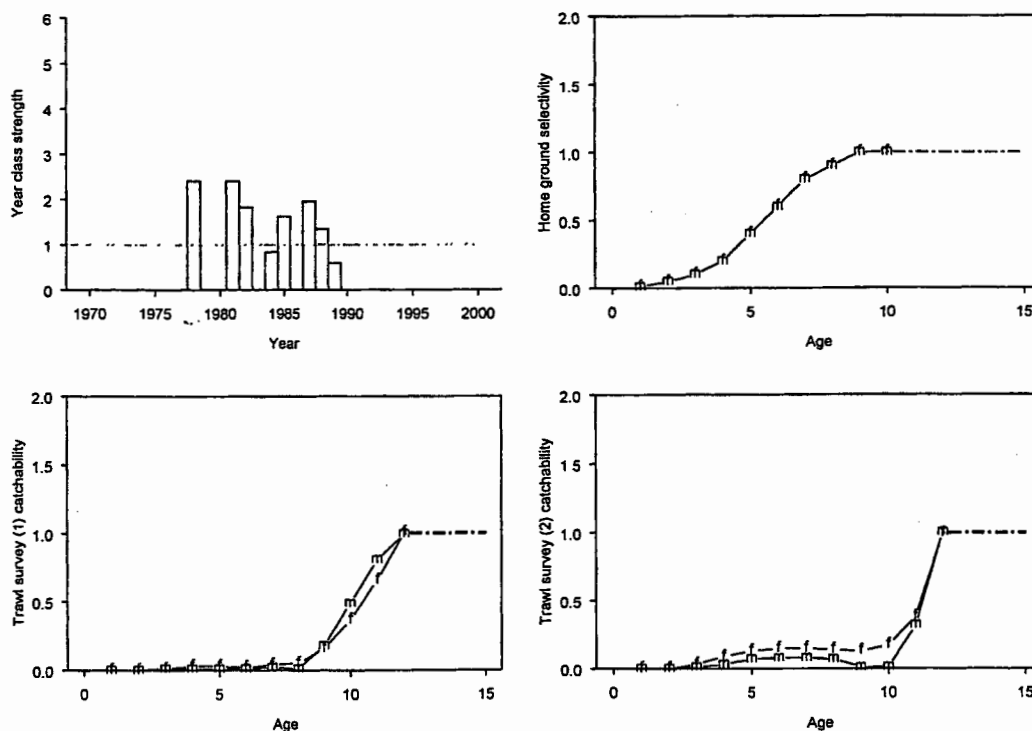 Year class strength
6
5
4
3
2
1
0
1970 1975 1980 1985 1990 1995 2000
Year
Home ground selectivity
2.0
1.5
1.0
0.5
0.0
0 5 10 15
Age
Trawl survey (1) catchability
2.0
1.5
1.0
0.5
0.0
0 5 10 15
Age
Trawl survey (2) catchability
2.0
1.5
1.0
0.5
0.0
0 5 10 15
Age